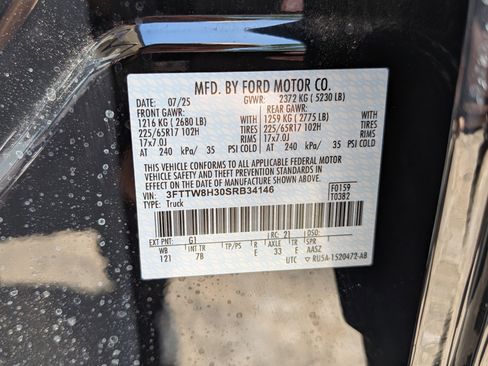 MFD. BY FORD MOTOR CO.
DATE: 07/25 GVWR: 2372 KG ( 5230 LB)
FRONT GAWR: REAR GAWR:
1216 KG ( 2680 LB) WITH 1259 KG ( 2775 LB) WITH
225/65R17 102H TIRES 225/65R17 102H TIRES
17x7.0J RIMS 17x7.0J RIMS
AT 240 kPa/ 35 PSI COLD AT 240 kPa/ 35 PSI COLD
THIS VEHICLE CONFORMS TO ALL APPLICABLE FEDERAL MOTOR
VEHICLE SAFETY AND THEFT PREVENTION STANDARDS IN
EFFECT ON THE DATE OF MANUFACTURE SHOWN ABOVE.
VIN: 3FTTW8H30SRB34146 F0159
TYPE: Truck T0382
EXT PNT: G1 RC: 21 DSO:
WB INT TR TP/PS R AXLE TR SPR
121 7B E 33 E AASZ
UTC ▽RU5A-1520472-AB